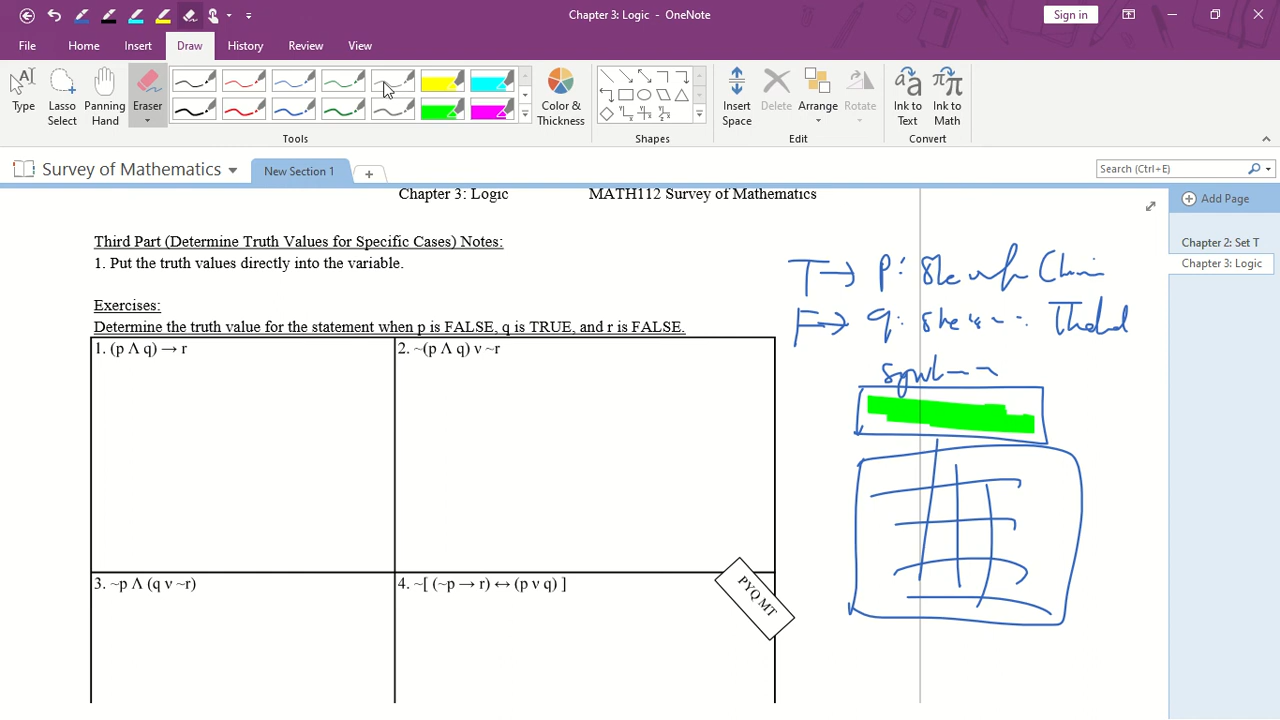 Chapter 3: Logic - OneNote
Sign in
File Home Insert Draw History Review View
Type
Lasso Select
Panning Hand
Eraser
Color & Thickness
Insert Space
Delete
Arrange
Rotate
Ink to Text
Ink to Math
Tools
Shapes
Edit
Convert
Survey of Mathematics
New Section 1
Search (Ctrl+E)
Add Page
Chapter 2: Set T
Chapter 3: Logic
Chapter 3: Logic MATH112 Survey of Mathematics
Third Part (Determine Truth Values for Specific Cases) Notes:
1. Put the truth values directly into the variable.
Exercises:
Determine the truth value for the statement when p is FALSE, q is TRUE, and r is FALSE.
1. (p Λ q) → r
2. ~(p Λ q) ν ~r
3. ~p Λ (q ν ~r)
4. ~[ (~p → r) ↔ (p ν q) ]
PYQ MT
T → p: She
F → q: She